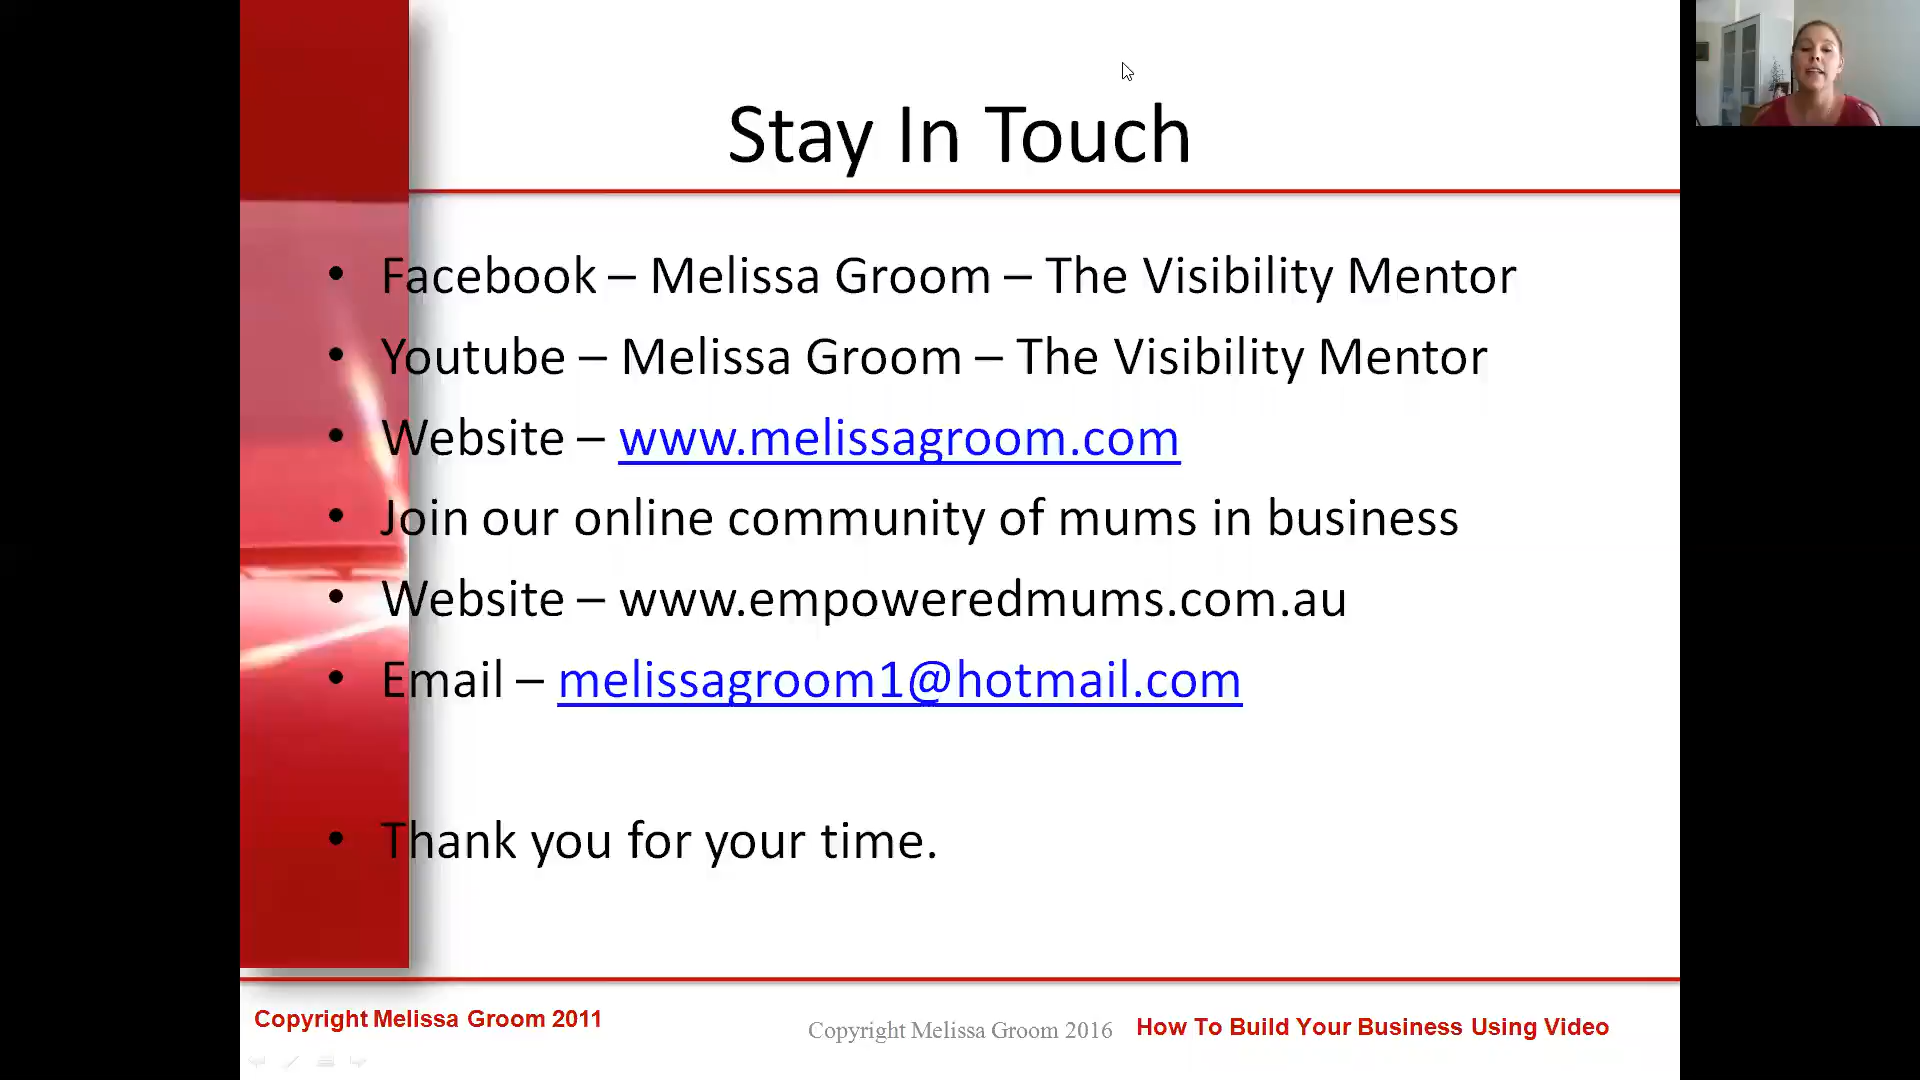 Stay In Touch
• Facebook – Melissa Groom – The Visibility Mentor
• Youtube – Melissa Groom – The Visibility Mentor
• Website – www.melissagroom.com
• Join our online community of mums in business
• Website – www.empoweredmums.com.au
• Email – melissagroom1@hotmail.com
• Thank you for your time.
Copyright Melissa Groom 2011
Copyright Melissa Groom 2016
How To Build Your Business Using Video